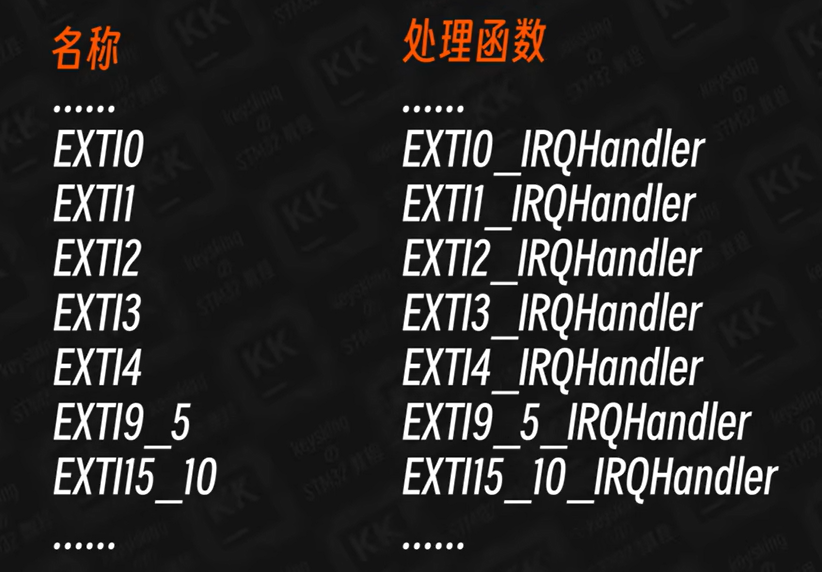 名称 处理函数
...... ......
EXTI0 EXTI0_IRQHandler
EXTI1 EXTI1_IRQHandler
EXTI2 EXTI2_IRQHandler
EXTI3 EXTI3_IRQHandler
EXTI4 EXTI4_IRQHandler
EXTI9_5 EXTI9_5_IRQHandler
EXTI15_10 EXTI15_10_IRQHandler
...... ......